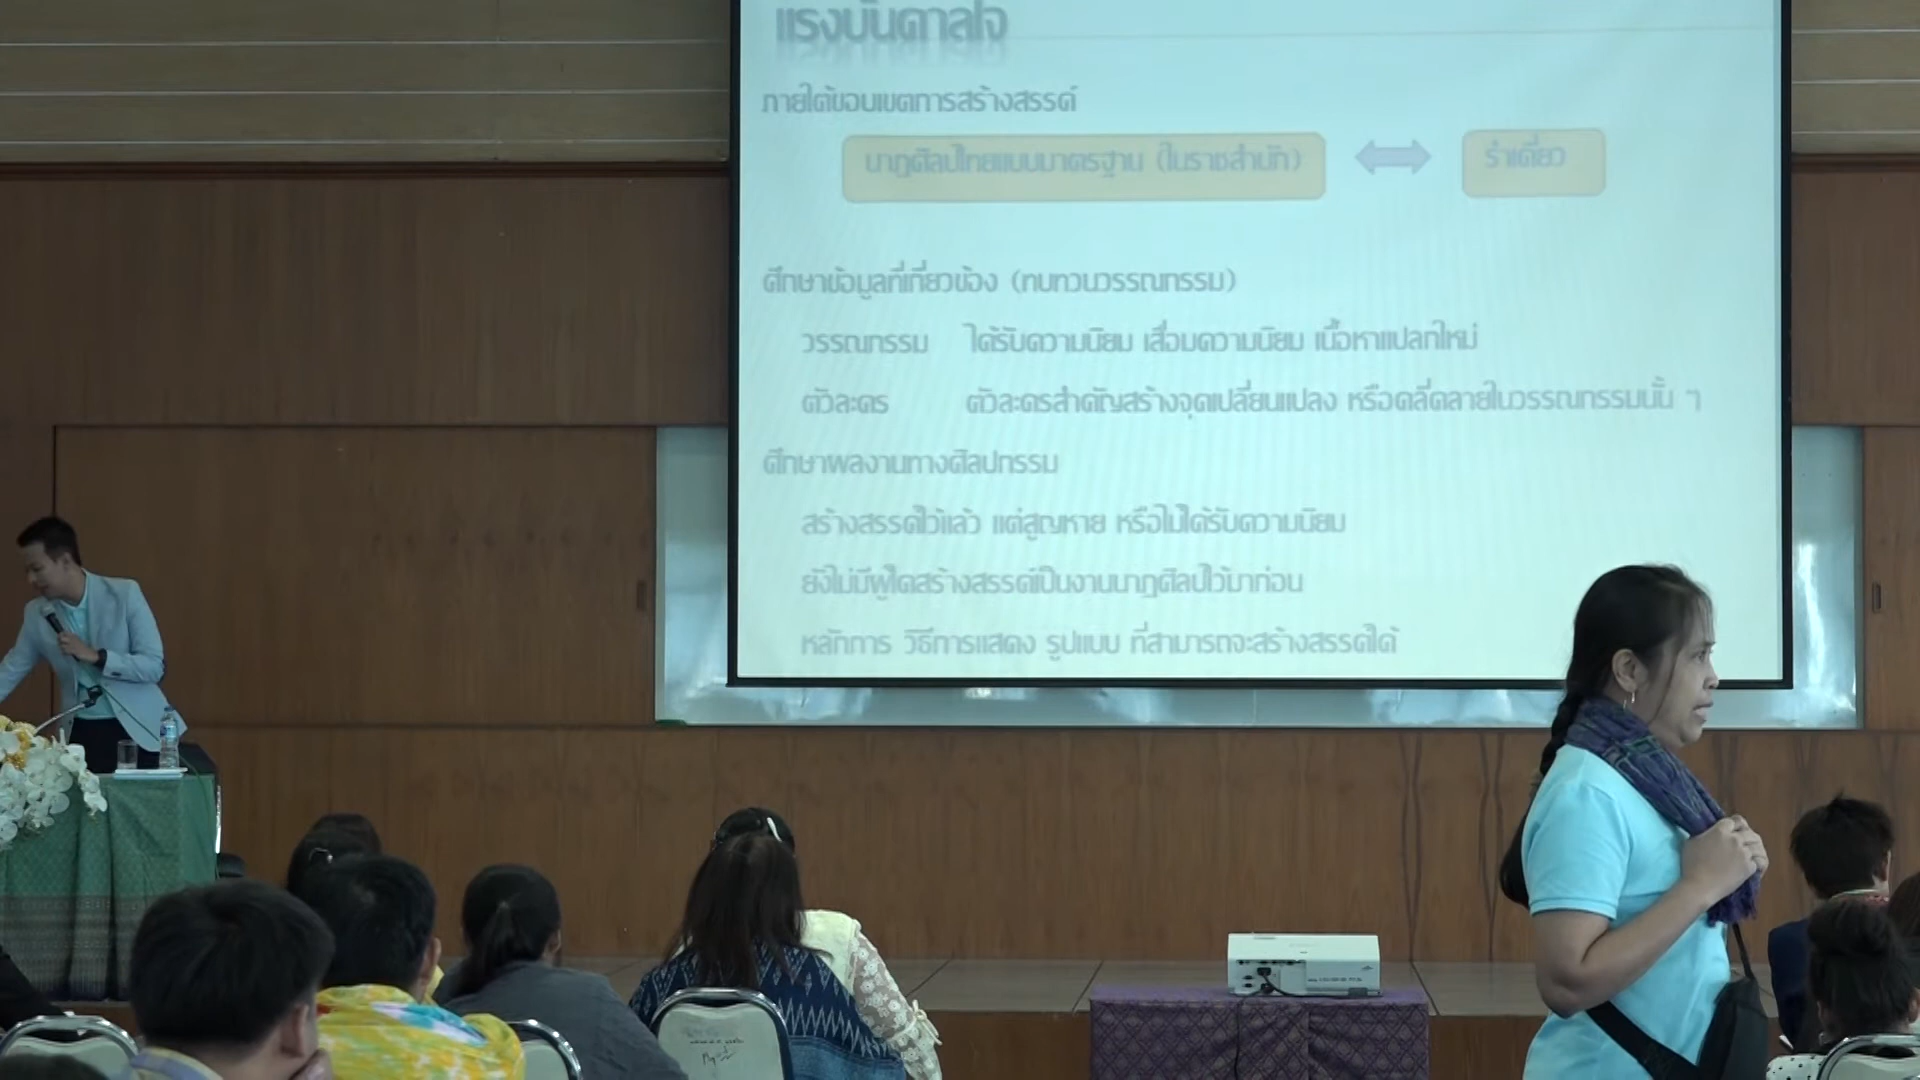 แรงบันดาลใจ
ภายใต้ขอบเขตการสร้างสรรค์
นาฏศิลป์ไทยแบบมาตรฐาน (ในราชสำนัก) รำเดี่ยว
ศึกษาข้อมูลที่เกี่ยวข้อง (ทบทวนวรรณกรรม)
วรรณกรรม ได้รับความนิยม เสื่อมความนิยม เนื้อหาแปลกใหม่
ตัวละคร ตัวละครสำคัญสร้างจุดเปลี่ยนแปลง หรือคลี่คลายในวรรณกรรมนั้น ๆ
ศึกษาผลงานทางศิลปกรรม
สร้างสรรค์ไว้แล้ว แต่สูญหาย หรือไม่ได้รับความนิยม
ยังไม่มีผู้ใดสร้างสรรค์เป็นงานนาฏศิลป์ไว้มาก่อน
หลักการ วิธีการแสดง รูปแบบ ที่สามารถจะสร้างสรรค์ได้